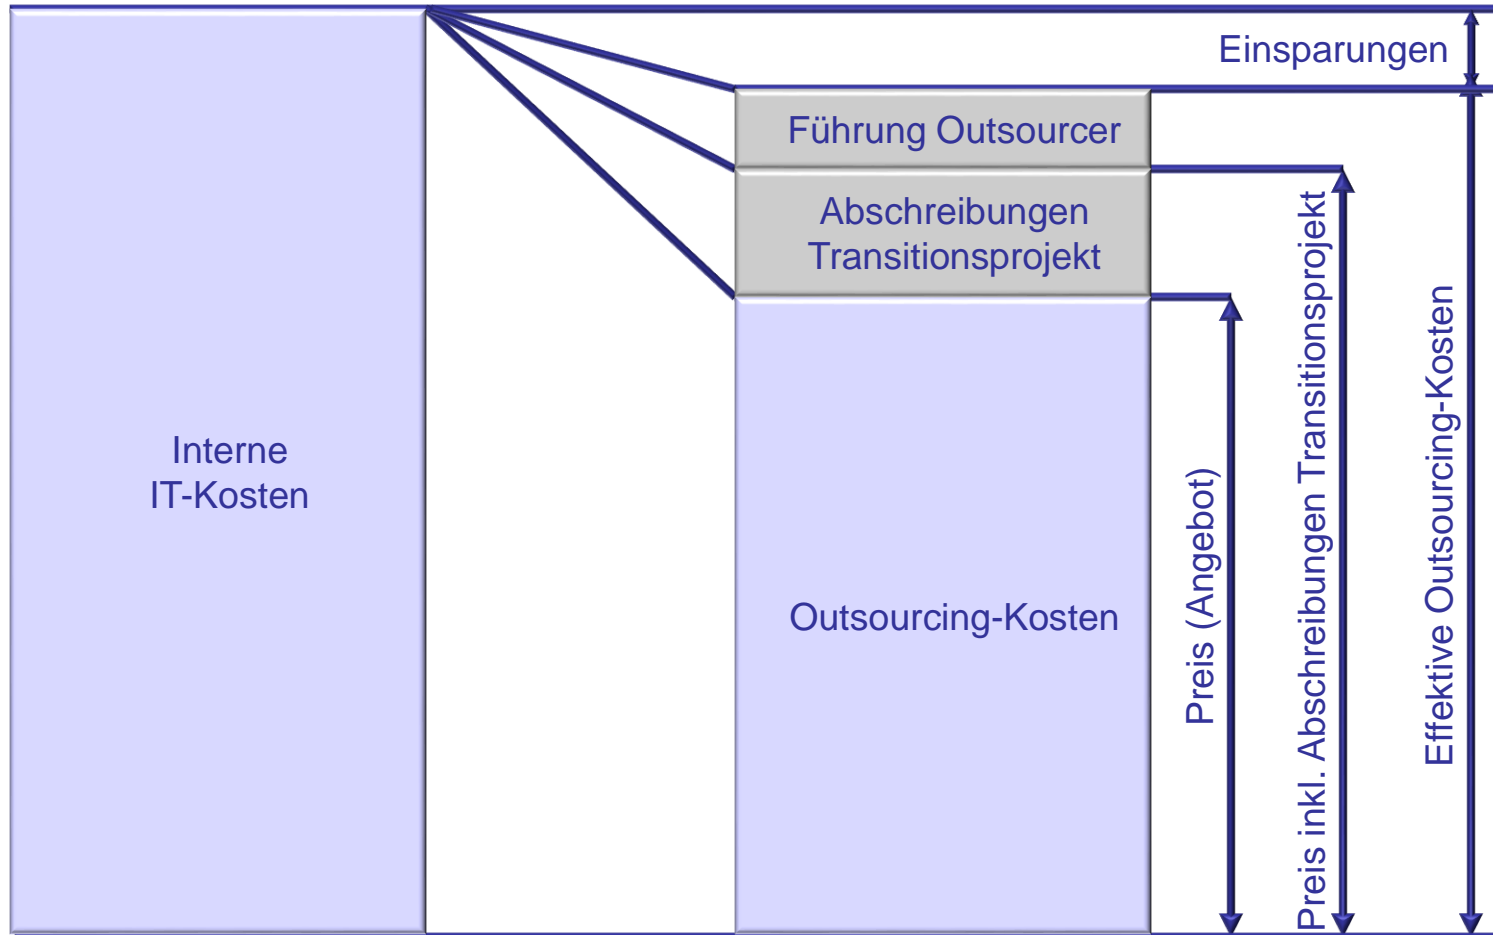 Einsparungen
Führung Outsourcer
Abschreibungen
Transitionsprojekt
Interne
IT-Kosten
Outsourcing-Kosten
Preis (Angebot)
Preis inkl. Abschreibungen Transitionsprojekt
Effektive Outsourcing-Kosten